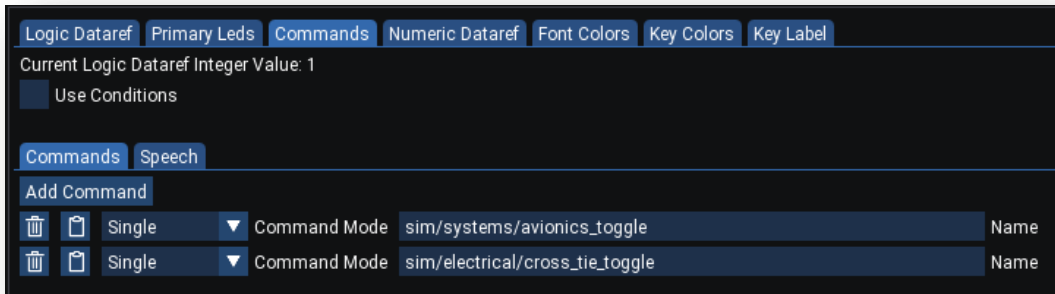 Logic Dataref Primary Leds Commands Numeric Dataref Font Colors Key Colors Key Label
Current Logic Dataref Integer Value: 1
Use Conditions
Commands Speech
Add Command
Single Command Mode sim/systems/avionics_toggle Name
Single Command Mode sim/electrical/cross_tie_toggle Name